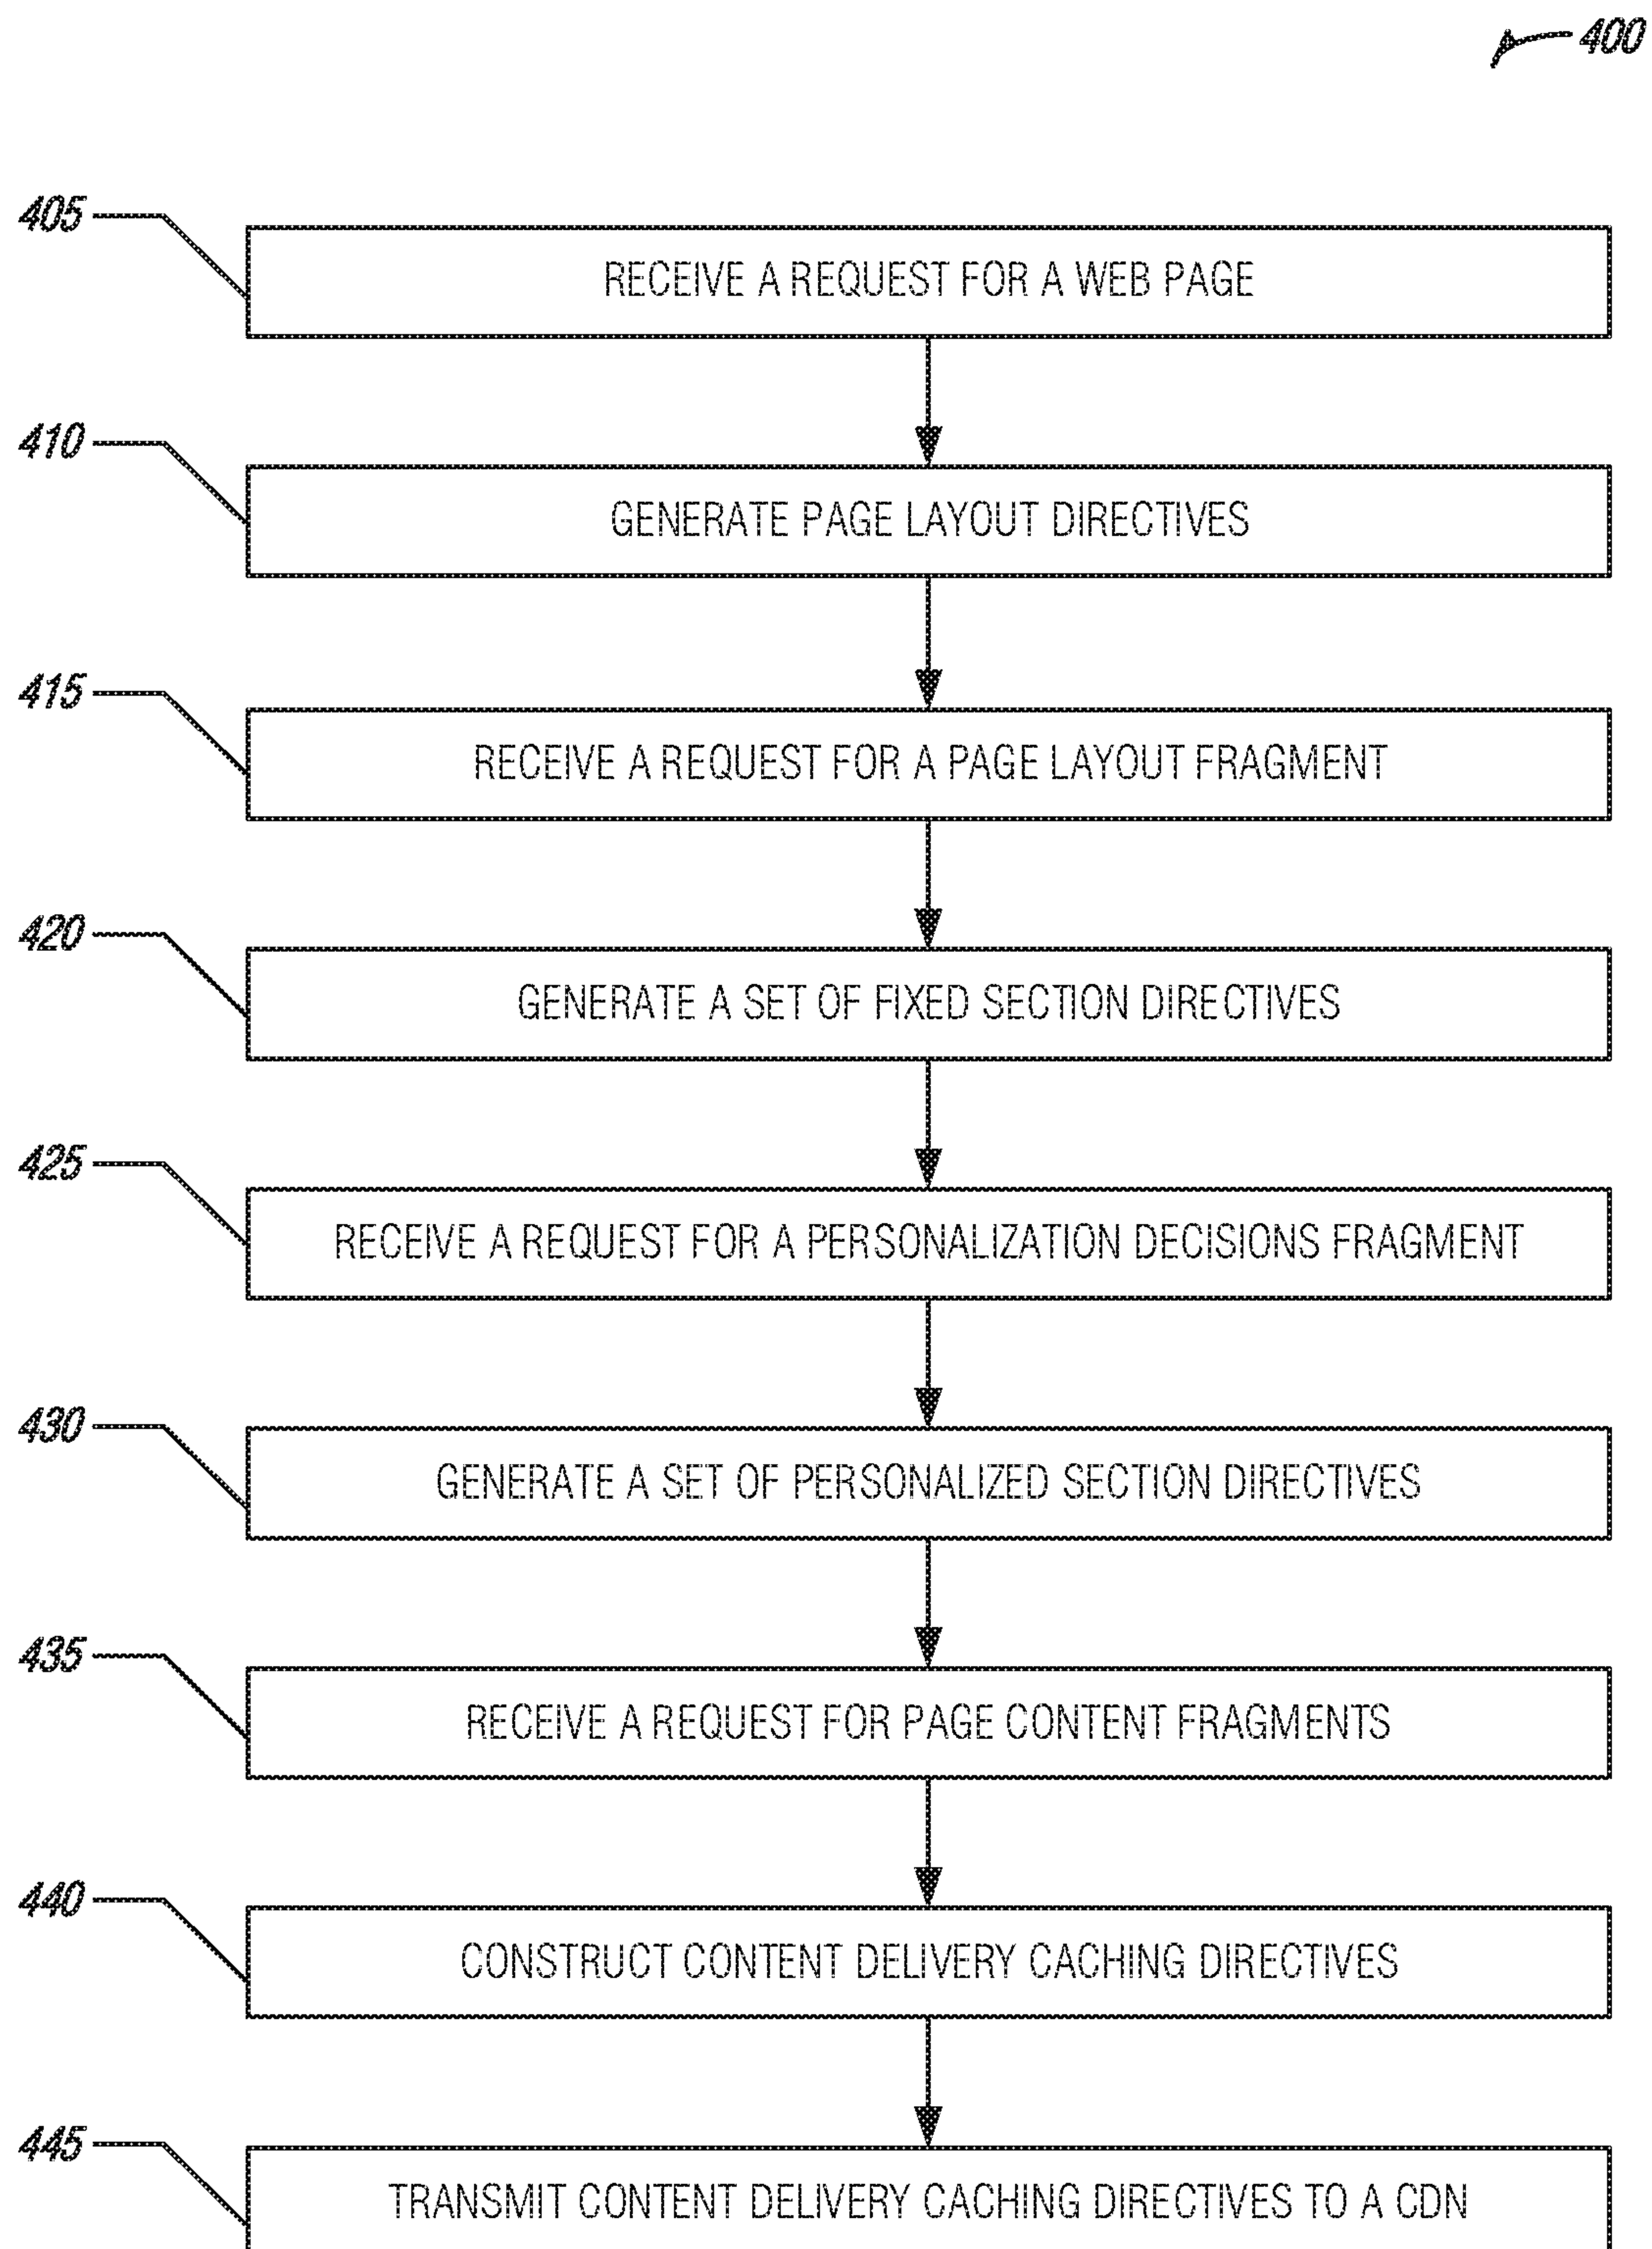 400
405
RECEIVE A REQUEST FOR A WEB PAGE
410
GENERATE PAGE LAYOUT DIRECTIVES
415
RECEIVE A REQUEST FOR A PAGE LAYOUT FRAGMENT
420
GENERATE A SET OF FIXED SECTION DIRECTIVES
425
RECEIVE A REQUEST FOR A PERSONALIZATION DECISIONS FRAGMENT
430
GENERATE A SET OF PERSONALIZED SECTION DIRECTIVES
435
RECEIVE A REQUEST FOR PAGE CONTENT FRAGMENTS
440
CONSTRUCT CONTENT DELIVERY CACHING DIRECTIVES
445
TRANSMIT CONTENT DELIVERY CACHING DIRECTIVES TO A CDN